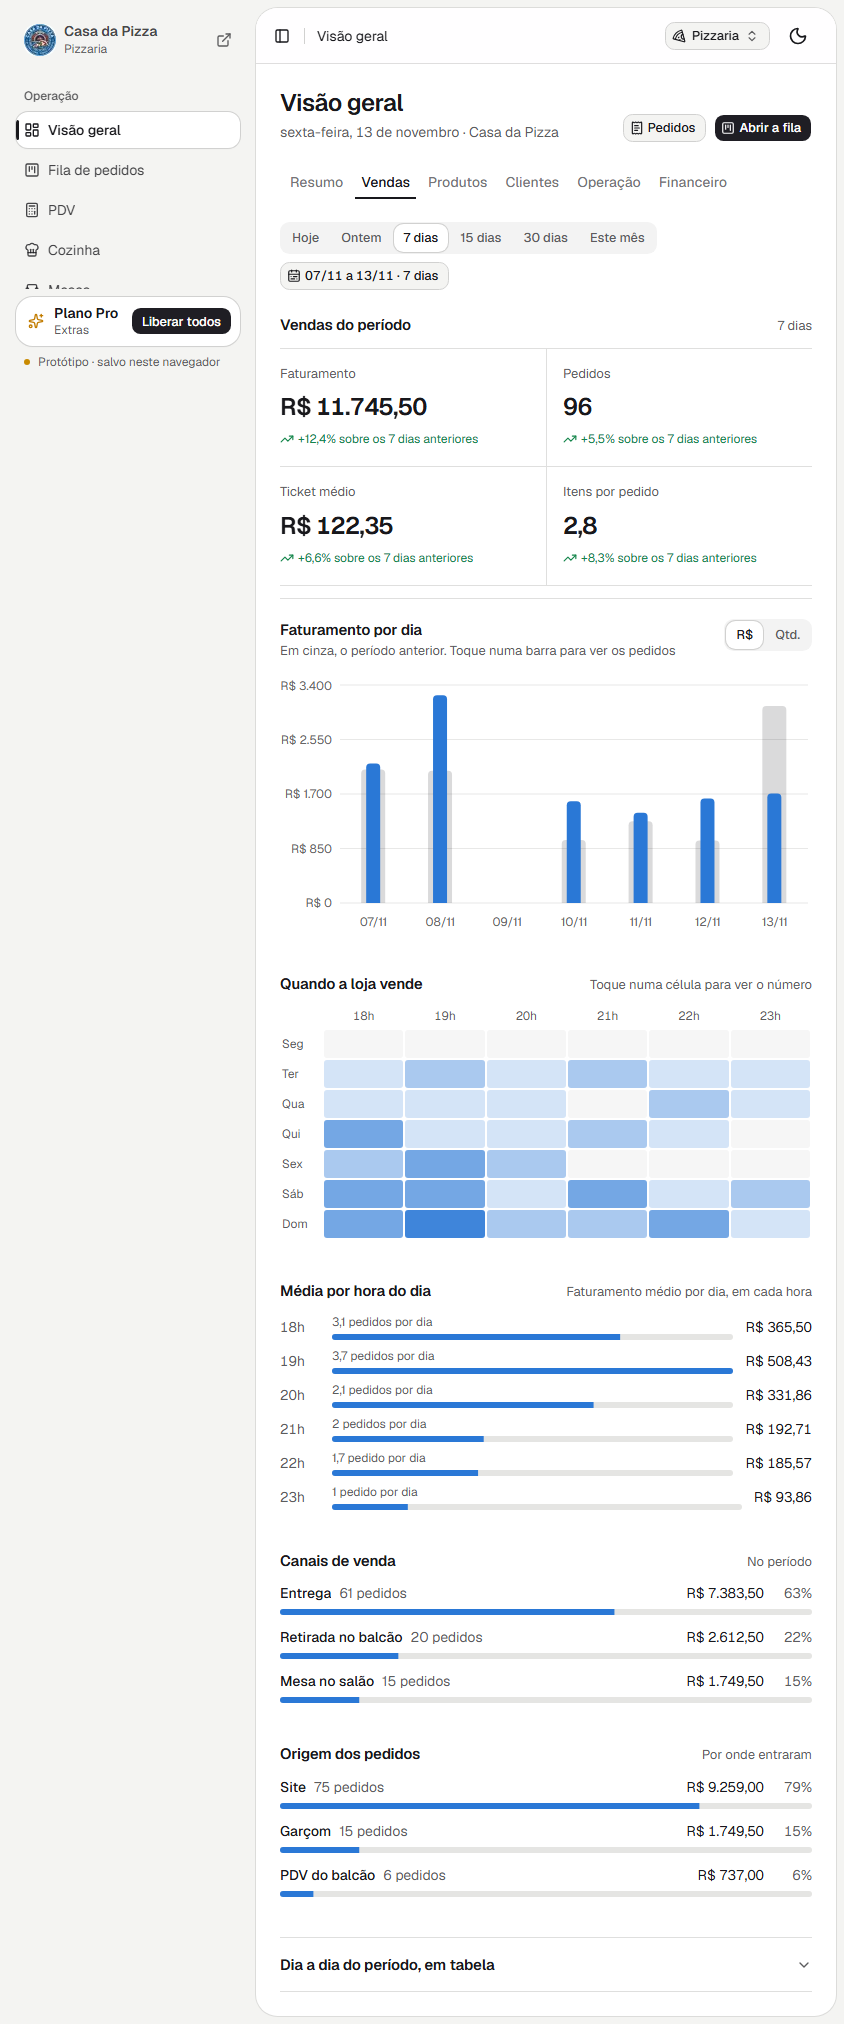 Casa da Pizza
Pizzaria
Operação
Visão geral
Fila de pedidos
PDV
Cozinha
Mesas
Plano Pro
Extras
Liberar todos
Protótipo · salvo neste navegador
Visão geral
Pizzaria
Visão geral
sexta-feira, 13 de novembro · Casa da Pizza
Pedidos
Abrir a fila
Resumo Vendas Produtos Clientes Operação Financeiro
Hoje Ontem 7 dias 15 dias 30 dias Este mês
07/11 a 13/11 · 7 dias
Vendas do período 7 dias
Faturamento
R$ 11.745,50
+12,4% sobre os 7 dias anteriores
Pedidos
96
+5,5% sobre os 7 dias anteriores
Ticket médio
R$ 122,35
+6,6% sobre os 7 dias anteriores
Itens por pedido
2,8
+8,3% sobre os 7 dias anteriores
Faturamento por dia
Em cinza, o período anterior. Toque numa barra para ver os pedidos
R$ Qtd.
R$ 3.400
R$ 2.550
R$ 1.700
R$ 850
R$ 0
07/11 08/11 09/11 10/11 11/11 12/11 13/11
Quando a loja vende Toque numa célula para ver o número
18h 19h 20h 21h 22h 23h
Seg
Ter
Qua
Qui
Sex
Sáb
Dom
Média por hora do dia Faturamento médio por dia, em cada hora
18h 3,1 pedidos por dia R$ 365,50
19h 3,7 pedidos por dia R$ 508,43
20h 2,1 pedidos por dia R$ 331,86
21h 2 pedidos por dia R$ 192,71
22h 1,7 pedido por dia R$ 185,57
23h 1 pedido por dia R$ 93,86
Canais de venda No período
Entrega 61 pedidos R$ 7.383,50 63%
Retirada no balcão 20 pedidos R$ 2.612,50 22%
Mesa no salão 15 pedidos R$ 1.749,50 15%
Origem dos pedidos Por onde entraram
Site 75 pedidos R$ 9.259,00 79%
Garçom 15 pedidos R$ 1.749,50 15%
PDV do balcão 6 pedidos R$ 737,00 6%
Dia a dia do período, em tabela